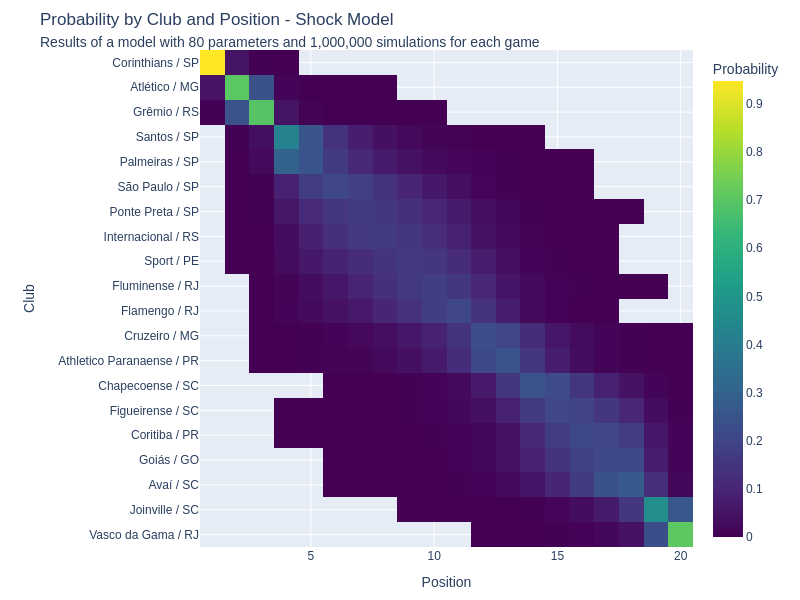 Probability by Club and Position - Shock Model
Results of a model with 80 parameters and 1,000,000 simulations for each game
Probability
Club
Corinthians / SP
Atlético / MG
Grêmio / RS
Santos / SP
Palmeiras / SP
São Paulo / SP
Ponte Preta / SP
Internacional / RS
Sport / PE
Fluminense / RJ
Flamengo / RJ
Cruzeiro / MG
Athletico Paranaense / PR
Chapecoense / SC
Figueirense / SC
Coritiba / PR
Goiás / GO
Avaí / SC
Joinville / SC
Vasco da Gama / RJ
5
10
15
20
Position
0.9
0.8
0.7
0.6
0.5
0.4
0.3
0.2
0.1
0